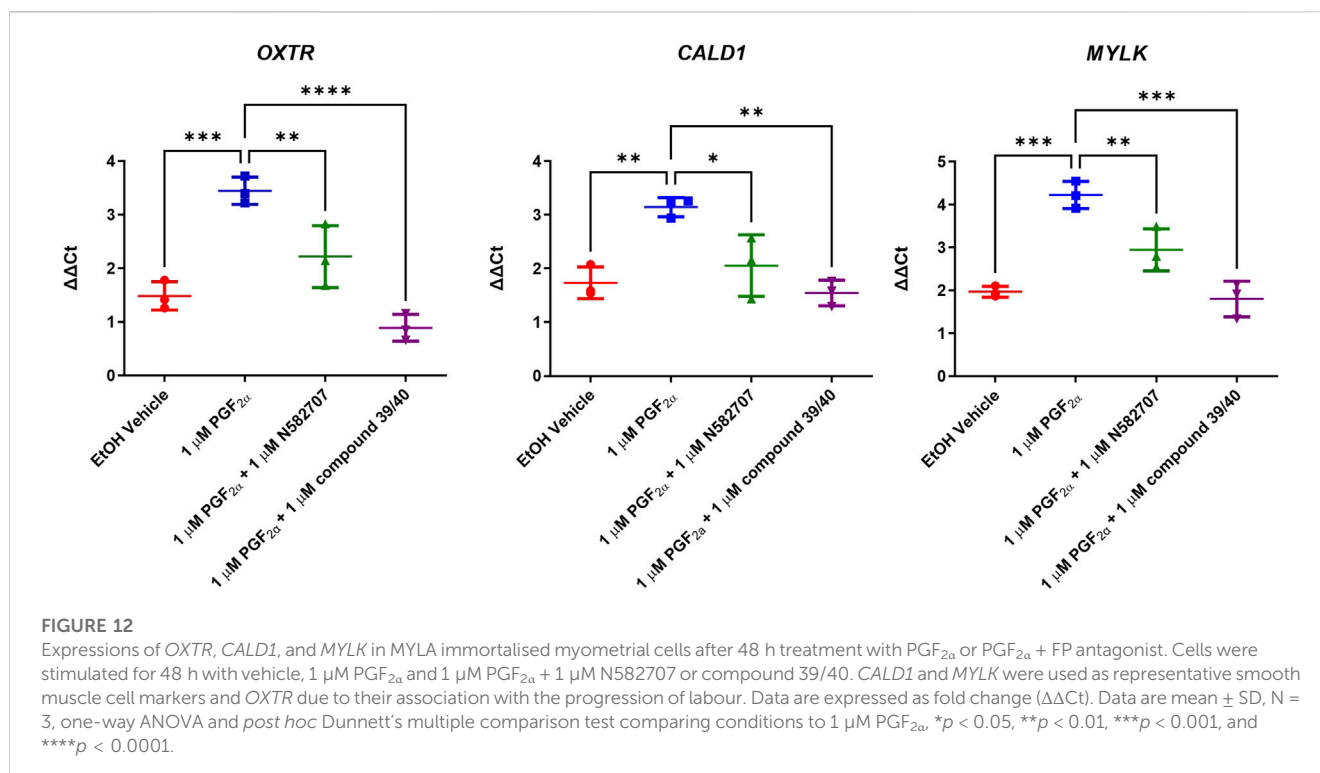 OXTR
CALD1
MYLK
****
***
**
**
**
*
***
***
**
ΔΔCt
4
3
2
1
0
EtOH Vehicle
1 μM PGF2α
1 μM PGF2α + 1 μM N582707
1 μM PGF2α + 1 μM compound 39/40
ΔΔCt
4
3
2
1
0
EtOH Vehicle
1 μM PGF2α
1 μM PGF2α + 1 μM N582707
1 μM PGF2a + 1 μM compound 39/40
ΔΔCt
5
4
3
2
1
0
EtOH Vehicle
1 μM PGF2α
1 μM PGF2α + 1 μM N582707
1 μM PGF2α + 1 μM compound 39/40
FIGURE 12
Expressions of OXTR, CALD1, and MYLK in MYLA immortalised myometrial cells after 48 h treatment with PGF2α or PGF2α + FP antagonist. Cells were
stimulated for 48 h with vehicle, 1 μM PGF2α and 1 μM PGF2α + 1 μM N582707 or compound 39/40. CALD1 and MYLK were used as representative smooth
muscle cell markers and OXTR due to their association with the progression of labour. Data are expressed as fold change (ΔΔCt). Data are mean ± SD, N =
3, one-way ANOVA and post hoc Dunnett's multiple comparison test comparing conditions to 1 μM PGF2α, *p < 0.05, **p < 0.01, ***p < 0.001, and
****p < 0.0001.